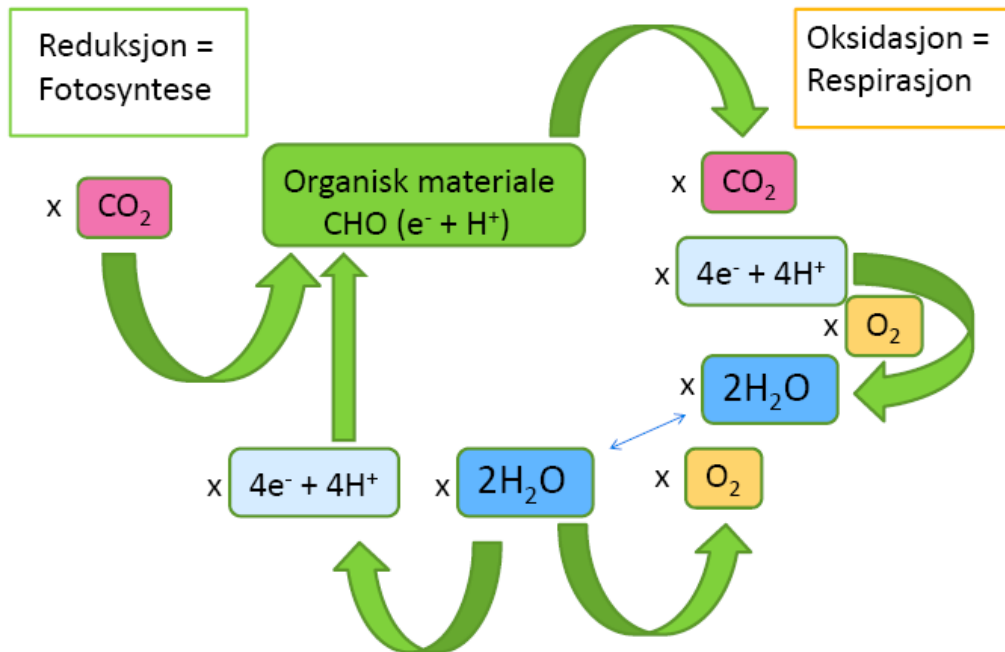 Reduksjon =
Fotosyntese
Oksidasjon =
Respirasjon
Organisk materiale
CHO (e⁻ + H⁺)
x CO₂
x CO₂
x 4e⁻ + 4H⁺
x O₂
x 2H₂O
x 4e⁻ + 4H⁺
x 2H₂O
x O₂